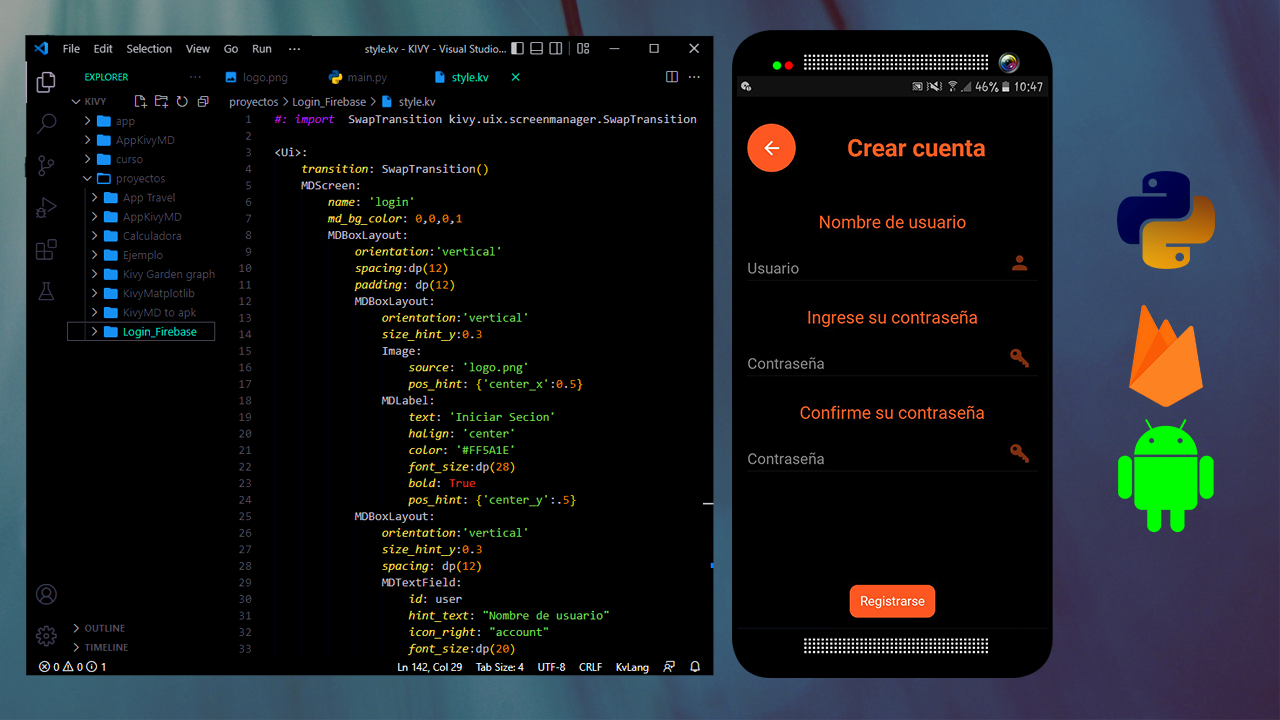 File Edit Selection View Go Run ··· style.kv - KIVY - Visual Studio...
EXPLORER ···
KIVY
app
AppKivyMD
curso
proyectos
App Travel
AppKivyMD
Calculadora
Ejemplo
Kivy Garden graph
KivyMatplotlib
KivyMD to apk
Login_Firebase
OUTLINE
TIMELINE
logo.png main.py style.kv
proyectos > Login_Firebase > style.kv
1 #: import SwapTransition kivy.uix.screenmanager.SwapTransition
2
3 <Ui>:
4 transition: SwapTransition()
5 MDScreen:
6 name: 'login'
7 md_bg_color: 0,0,0,1
8 MDBoxLayout:
9 orientation:'vertical'
10 spacing:dp(12)
11 padding: dp(12)
12 MDBoxLayout:
13 orientation:'vertical'
14 size_hint_y:0.3
15 Image:
16 source: 'logo.png'
17 pos_hint: {'center_x':0.5}
18 MDLabel:
19 text: 'Iniciar Secion'
20 halign: 'center'
21 color: '#FF5A1E'
22 font_size:dp(28)
23 bold: True
24 pos_hint: {'center_y':.5}
25 MDBoxLayout:
26 orientation:'vertical'
27 size_hint_y:0.3
28 spacing: dp(12)
29 MDTextField:
30 id: user
31 hint_text: "Nombre de usuario"
32 icon_right: "account"
33 font_size:dp(20)
0 0 1 Ln 142, Col 29 Tab Size: 4 UTF-8 CRLF KvLang
46% 10:47
Crear cuenta
Nombre de usuario
Usuario
Ingrese su contraseña
Contraseña
Confirme su contraseña
Contraseña
Registrarse